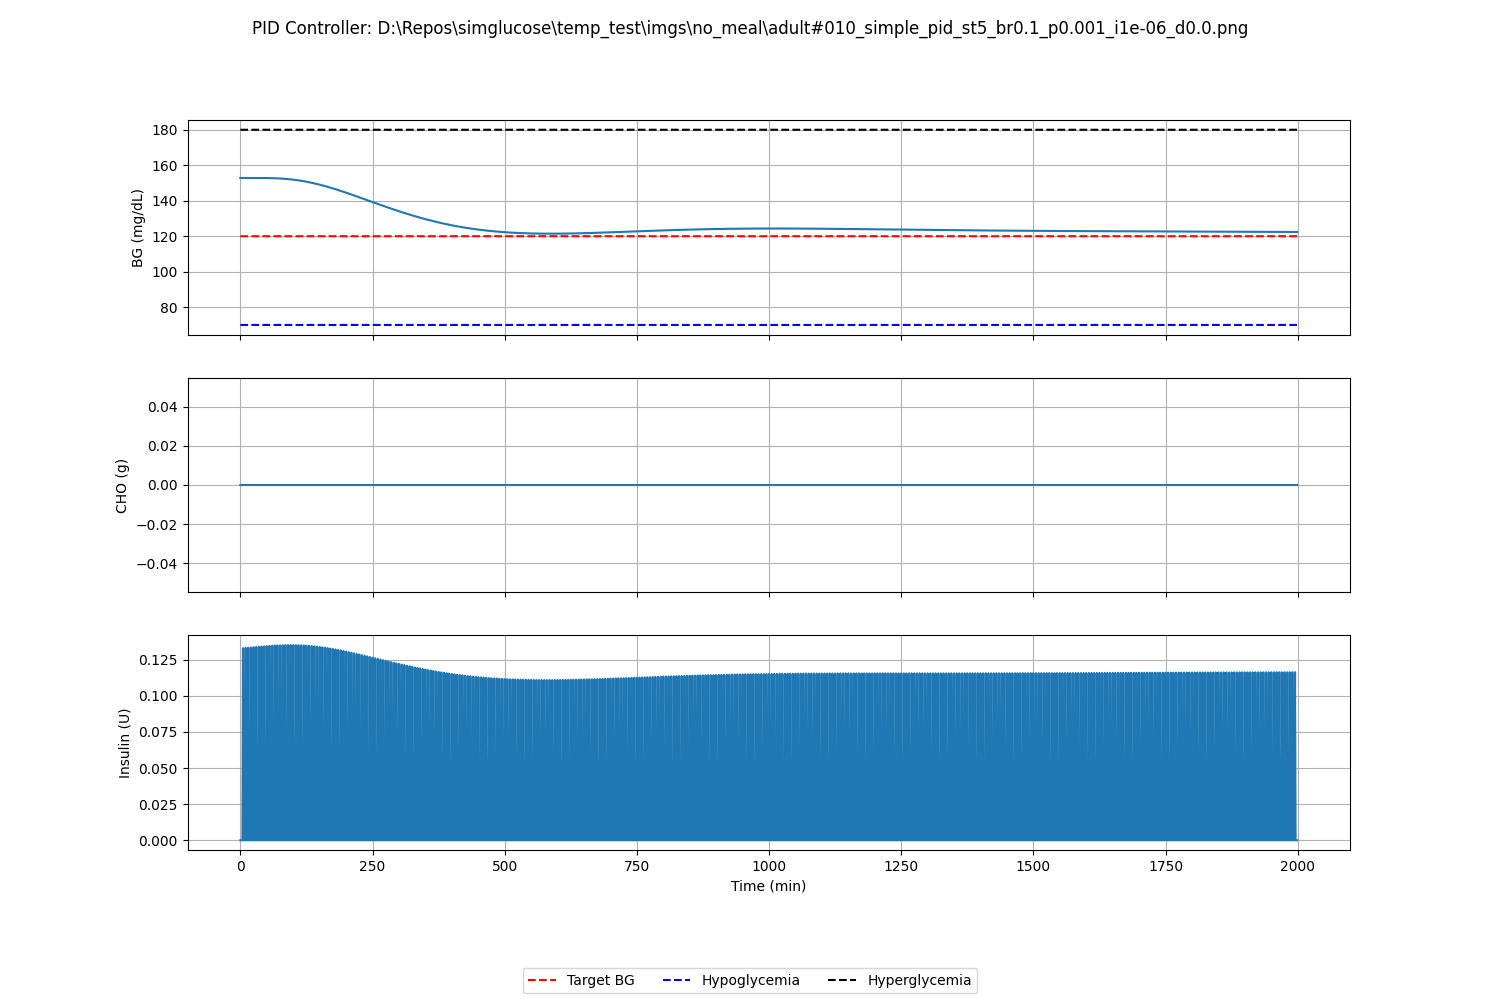 PID Controller: D:\Repos\simglucose\temp_test\imgs\no_meal\adult#010_simple_pid_st5_br0.1_p0.001_i1e-06_d0.0.png
180
160
140
120
100
80
BG (mg/dL)
0.04
0.02
0.00
−0.02
−0.04
CHO (g)
0.125
0.100
0.075
0.050
0.025
0.000
Insulin (U)
0 250 500 750 1000 1250 1500 1750 2000
Time (min)
Target BG Hypoglycemia Hyperglycemia